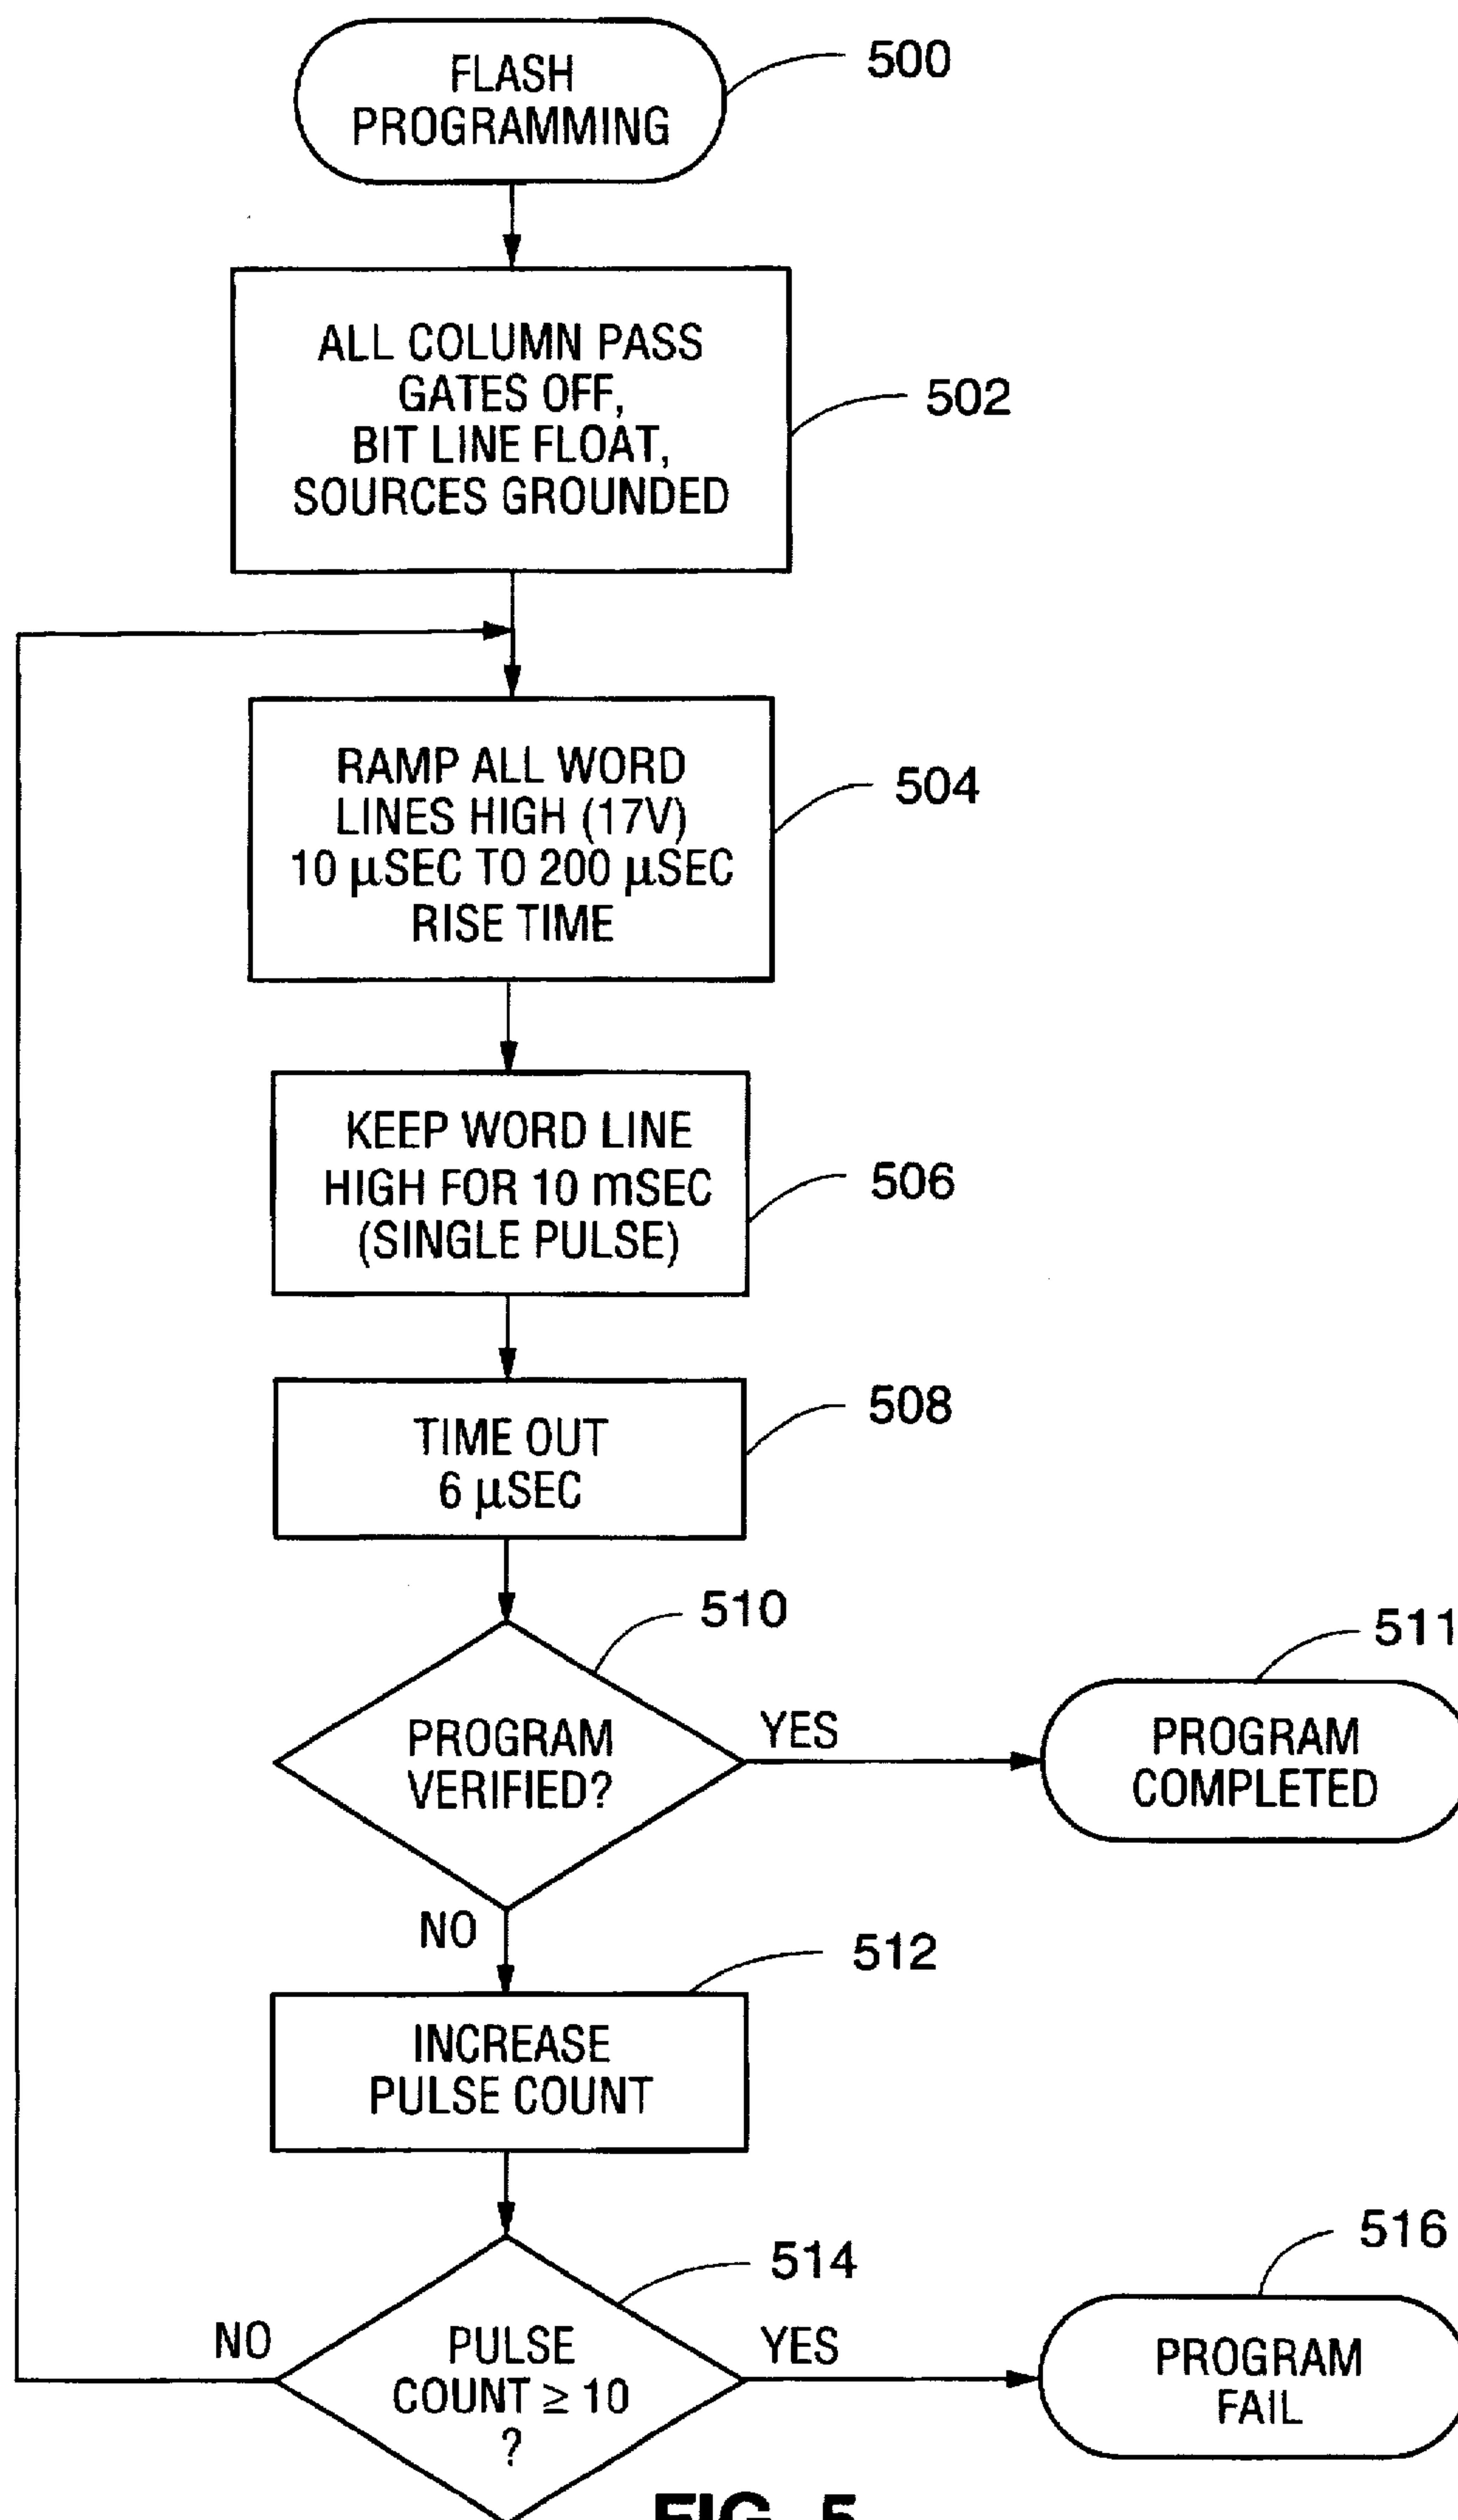 FLASH
PROGRAMMING
500
ALL COLUMN PASS
GATES OFF,
BIT LINE FLOAT,
SOURCES GROUNDED
502
RAMP ALL WORD
LINES HIGH (17V)
10 µSEC TO 200 µSEC
RISE TIME
504
KEEP WORD LINE
HIGH FOR 10 mSEC
(SINGLE PULSE)
506
TIME OUT
6 µSEC
508
PROGRAM
VERIFIED?
510
YES
PROGRAM
COMPLETED
511
NO
INCREASE
PULSE COUNT
512
PULSE
COUNT ≥ 10
?
514
NO
YES
PROGRAM
FAIL
516
FIG. 5